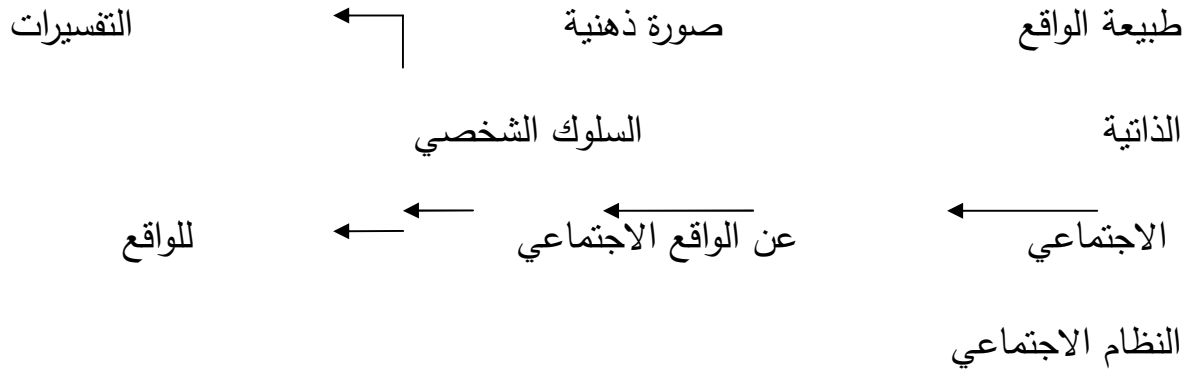 طبيعة الواقع صورة ذهنية التفسيرات
الذاتية السلوك الشخصي
الاجتماعي عن الواقع الاجتماعي للواقع
النظام الاجتماعي